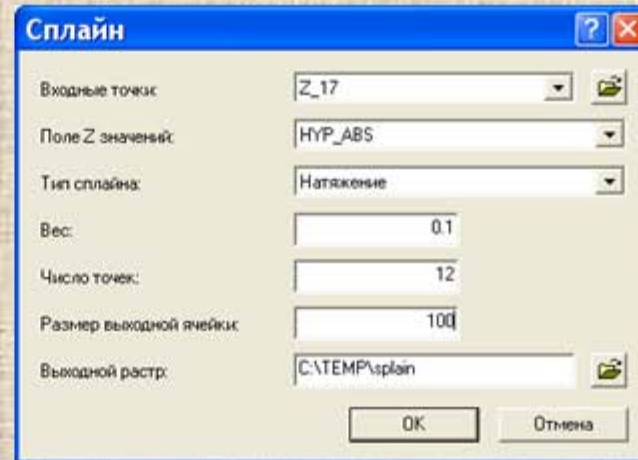 Сплайн
Входные точки: Z_17
Поле Z значений: HYP_ABS
Тип сплайна: Натяжение
Вес: 0.1
Число точек: 12
Размер выходной ячейки: 100
Выходной растр: C:\TEMP\splain
OK Отмена